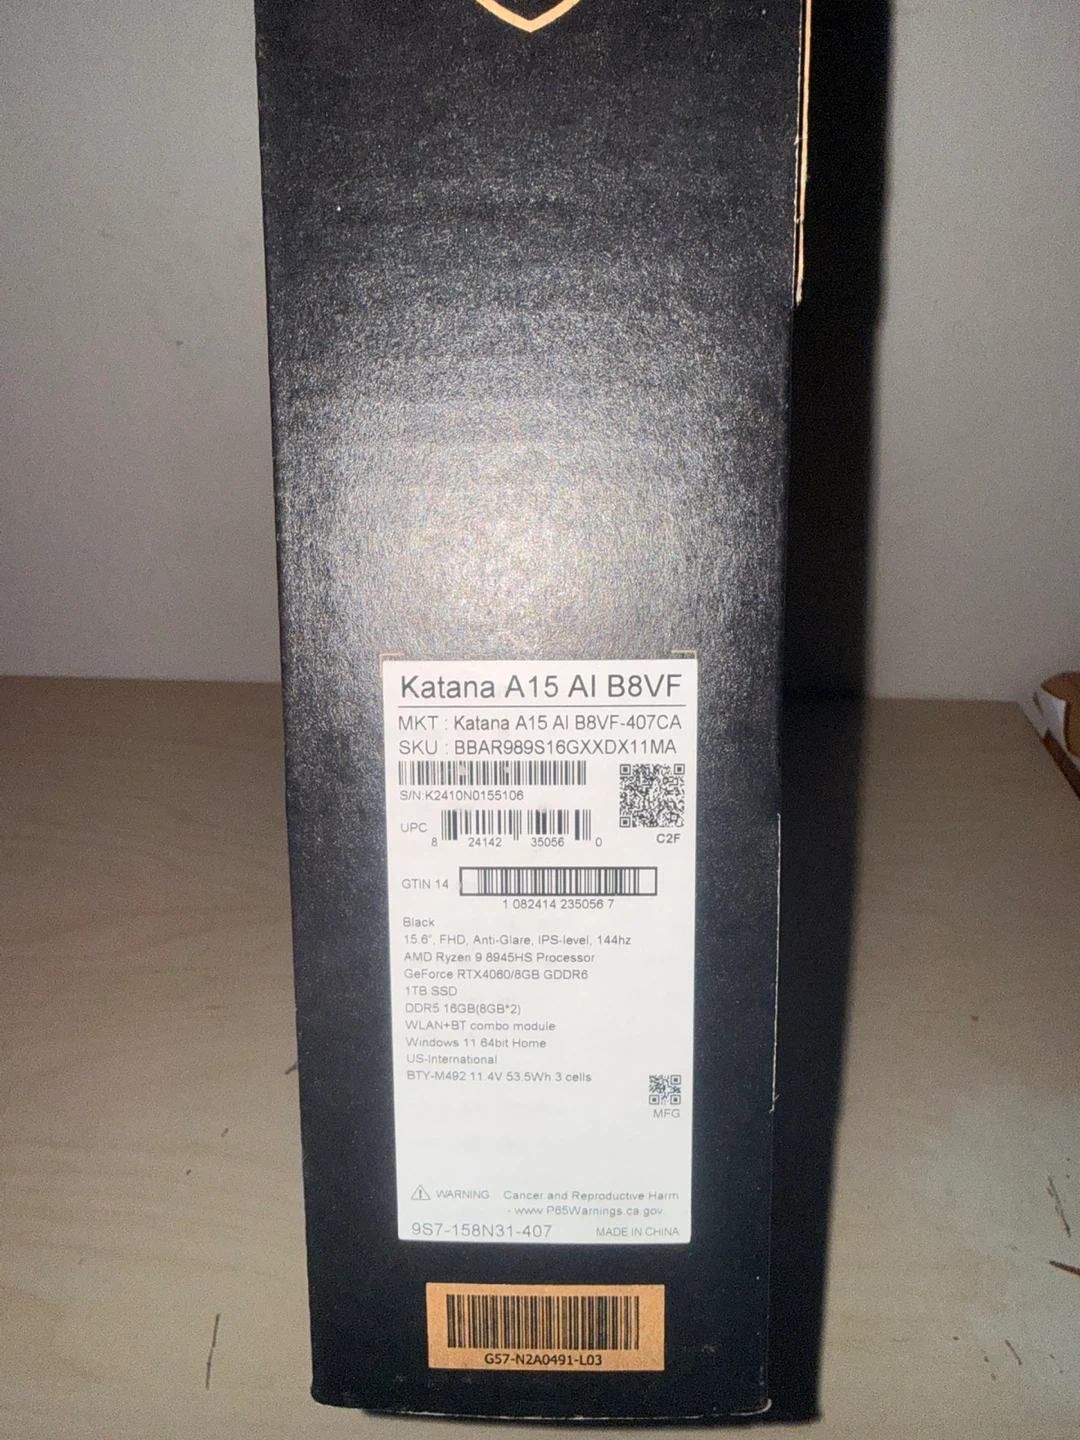 Katana A15 AI B8VF
MKT : Katana A15 AI B8VF-407CA
SKU : BBAR989S16GXXDX11MA
S/N:K2410N0155106
UPC
8 24142 35056 0
C2F
GTIN 14
1 082414 235056 7
Black
15.6", FHD, Anti-Glare, IPS-level, 144hz
AMD Ryzen 9 8945HS Processor
GeForce RTX4060/8GB GDDR6
1TB SSD
DDR5 16GB(8GB*2)
WLAN+BT combo module
Windows 11 64bit Home
US-International
BTY-M492 11.4V 53.5Wh 3 cells
MFG
WARNING Cancer and Reproductive Harm
- www.P65Warnings.ca.gov.
9S7-158N31-407 MADE IN CHINA
G57-N2A0491-L03